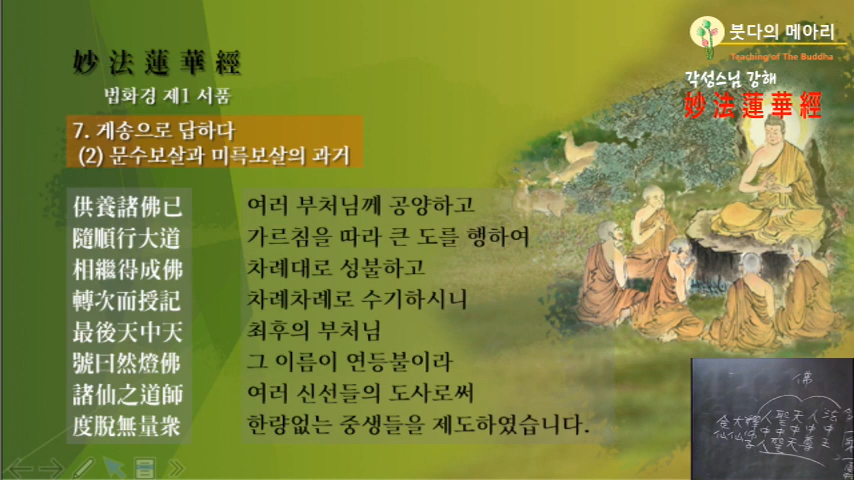 妙法蓮華經
법화경 제1 서품
7. 게송으로 답하다
(2) 문수보살과 미륵보살의 과거
供養諸佛已 여러 부처님께 공양하고
隨順行大道 가르침을 따라 큰 도를 행하여
相繼得成佛 차례대로 성불하고
轉次而授記 차례차례로 수기하시니
最後天中天 최후의 부처님
號曰然燈佛 그 이름이 연등불이라
諸仙之道師 여러 신선들의 도사로써
度脫無量衆 한량없는 중생들을 제도하였습니다.
붓다의 메아리
Teaching of The Buddha
각성스님 강해
妙法蓮華經
佛